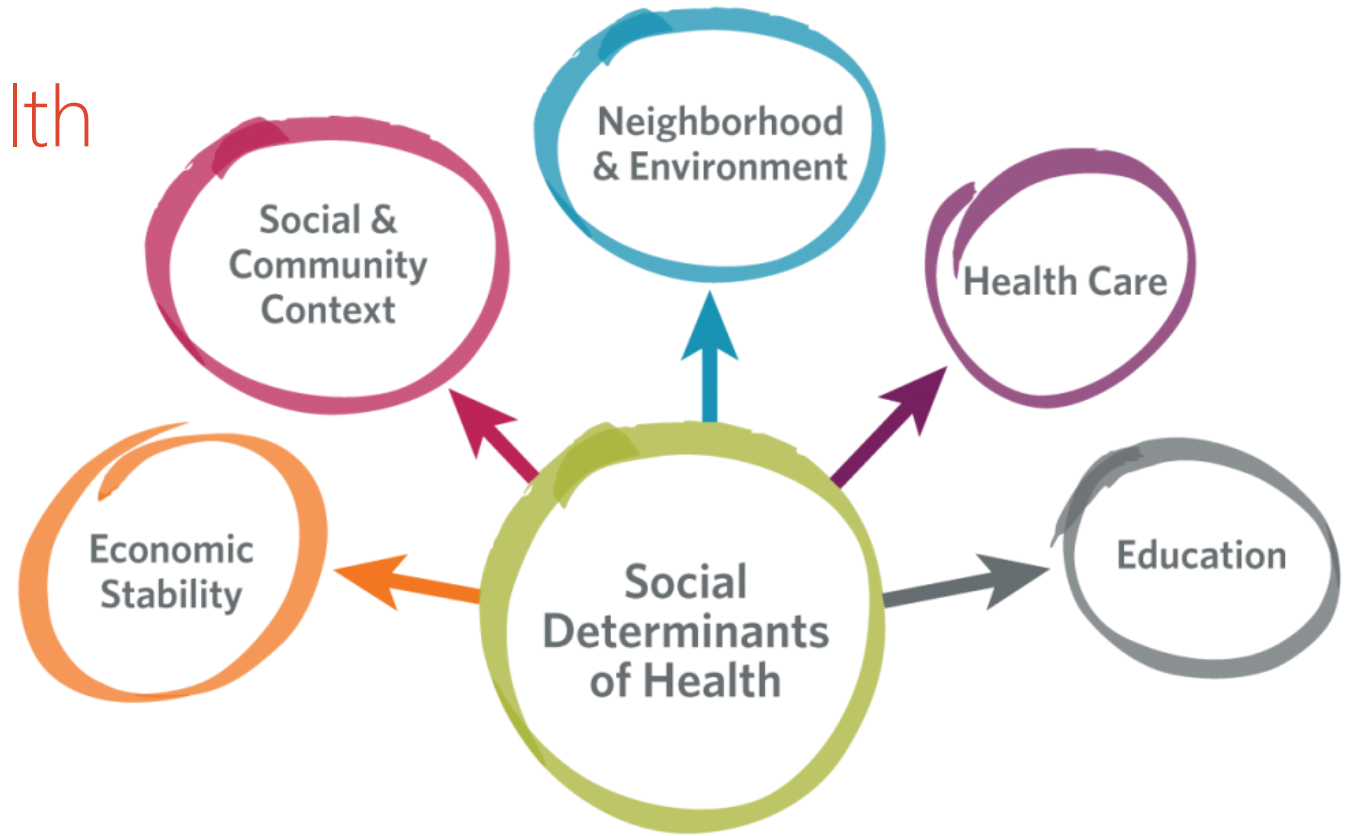 lth
Neighborhood
& Environment
Social &
Community
Context
Health Care
Economic
Stability
Education
Social
Determinants
of Health